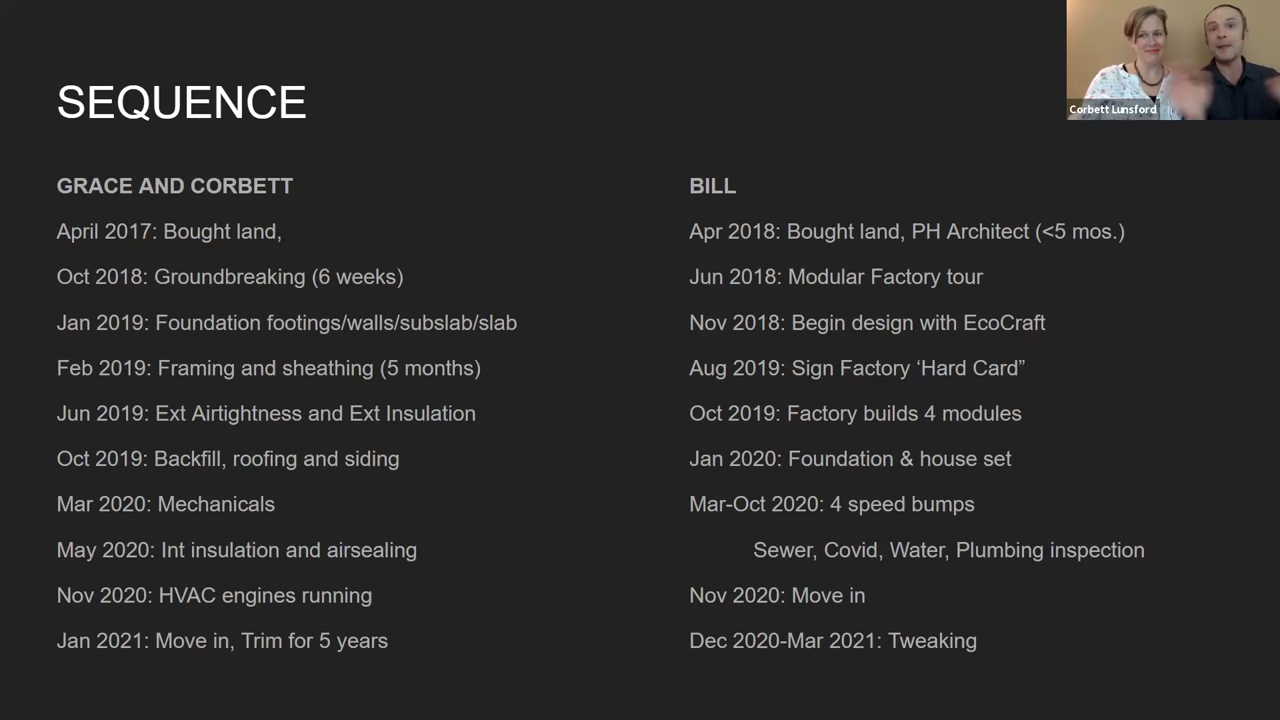 SEQUENCE
Corbett Lunsford
GRACE AND CORBETT
April 2017: Bought land,
Oct 2018: Groundbreaking (6 weeks)
Jan 2019: Foundation footings/walls/subslab/slab
Feb 2019: Framing and sheathing (5 months)
Jun 2019: Ext Airtightness and Ext Insulation
Oct 2019: Backfill, roofing and siding
Mar 2020: Mechanicals
May 2020: Int insulation and airsealing
Nov 2020: HVAC engines running
Jan 2021: Move in, Trim for 5 years
BILL
Apr 2018: Bought land, PH Architect (<5 mos.)
Jun 2018: Modular Factory tour
Nov 2018: Begin design with EcoCraft
Aug 2019: Sign Factory ‘Hard Card”
Oct 2019: Factory builds 4 modules
Jan 2020: Foundation & house set
Mar-Oct 2020: 4 speed bumps
Sewer, Covid, Water, Plumbing inspection
Nov 2020: Move in
Dec 2020-Mar 2021: Tweaking